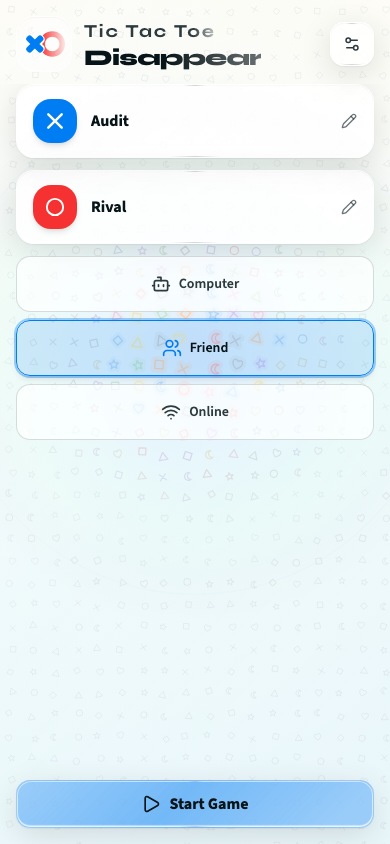 Tic Tac Toe
Disappear
Audit
Rival
Computer
Friend
Online
Start Game